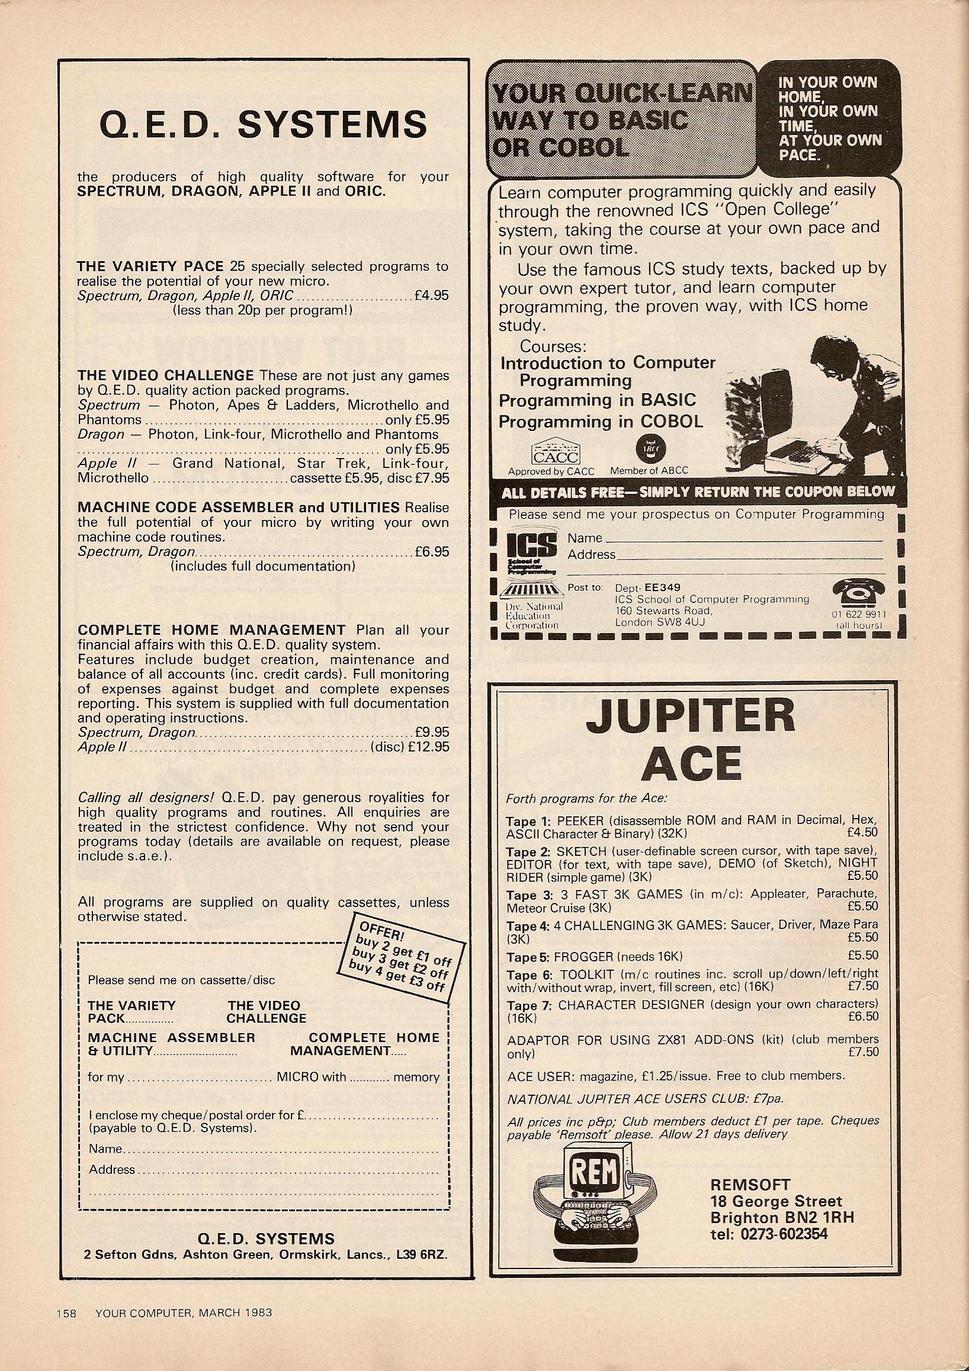 Q.E.D. SYSTEMS
the producers of high quality software for your
SPECTRUM, DRAGON, APPLE II and ORIC.
THE VARIETY PACE 25 specially selected programs to
realise the potential of your new micro.
Spectrum, Dragon, Apple II, ORIC ....................... £4.95
(less than 20p per program!)
THE VIDEO CHALLENGE These are not just any games
by Q.E.D. quality action packed programs.
Spectrum — Photon, Apes & Ladders, Microthello and
Phantoms ................................................ only £5.95
Dragon — Photon, Link-four, Microthello and Phantoms
............................................................ only £5.95
Apple II — Grand National, Star Trek, Link-four,
Microthello ........................... cassette £5.95, disc £7.95
MACHINE CODE ASSEMBLER and UTILITIES Realise
the full potential of your micro by writing your own
machine code routines.
Spectrum, Dragon............................................ £6.95
(includes full documentation)
COMPLETE HOME MANAGEMENT Plan all your
financial affairs with this Q.E.D. quality system.
Features include budget creation, maintenance and
balance of all accounts (inc. credit cards). Full monitoring
of expenses against budget and complete expenses
reporting. This system is supplied with full documentation
and operating instructions.
Spectrum, Dragon............................................ £9.95
Apple II ................................................ (disc) £12.95
Calling all designers! Q.E.D. pay generous royalities for
high quality programs and routines. All enquiries are
treated in the strictest confidence. Why not send your
programs today (details are available on request, please
include s.a.e.).
All programs are supplied on quality cassettes, unless
otherwise stated.
OFFER!
buy 2 get £1 off
buy 3 get £2 off
buy 4 get £3 off
Please send me on cassette/disc
THE VARIETY THE VIDEO
PACK............... CHALLENGE
MACHINE ASSEMBLER COMPLETE HOME
& UTILITY.......................... MANAGEMENT.....
for my ............................. MICRO with ............ memory
I enclose my cheque/postal order for £...........................
(payable to Q.E.D. Systems).
Name................................................................
Address.............................................................
......................................................................
Q.E.D. SYSTEMS
2 Sefton Gdns, Ashton Green, Ormskirk, Lancs., L39 6RZ.
YOUR QUICK-LEARN
WAY TO BASIC
OR COBOL
IN YOUR OWN
HOME,
IN YOUR OWN
TIME,
AT YOUR OWN
PACE.
Learn computer programming quickly and easily
through the renowned ICS "Open College"
system, taking the course at your own pace and
in your own time.
Use the famous ICS study texts, backed up by
your own expert tutor, and learn computer
programming, the proven way, with ICS home
study.
Courses:
Introduction to Computer
Programming
Programming in BASIC
Programming in COBOL
CACC
ABCC
Approved by CACC Member of ABCC
ALL DETAILS FREE—SIMPLY RETURN THE COUPON BELOW
Please send me your prospectus on Computer Programming
ICS
School of
Computer
Programming
Name
Address
Div. National
Education
Corporation
Post to: Dept- EE349
ICS School of Computer Programming
160 Stewarts Road,
London SW8 4UJ
01 622 9911
(all hours)
JUPITER
ACE
Forth programs for the Ace:
Tape 1: PEEKER (disassemble ROM and RAM in Decimal, Hex,
ASCII Character & Binary) (32K) £4.50
Tape 2: SKETCH (user-definable screen cursor, with tape save),
EDITOR (for text, with tape save), DEMO (of Sketch), NIGHT
RIDER (simple game) (3K) £5.50
Tape 3: 3 FAST 3K GAMES (in m/c): Appleater, Parachute,
Meteor Cruise (3K) £5.50
Tape 4: 4 CHALLENGING 3K GAMES: Saucer, Driver, Maze Para
(3K) £5.50
Tape 5: FROGGER (needs 16K) £5.50
Tape 6: TOOLKIT (m/c routines inc. scroll up/down/left/right
with/without wrap, invert, fill screen, etc) (16K) £7.50
Tape 7: CHARACTER DESIGNER (design your own characters)
(16K) £6.50
ADAPTOR FOR USING ZX81 ADD-ONS (kit) (club members
only) £7.50
ACE USER: magazine, £1.25/issue. Free to club members.
NATIONAL JUPITER ACE USERS CLUB: £7pa.
All prices inc p&p; Club members deduct £1 per tape. Cheques
payable 'Remsoft' please. Allow 21 days delivery
REM
REMSOFT
18 George Street
Brighton BN2 1RH
tel: 0273-602354
158 YOUR COMPUTER, MARCH 1983